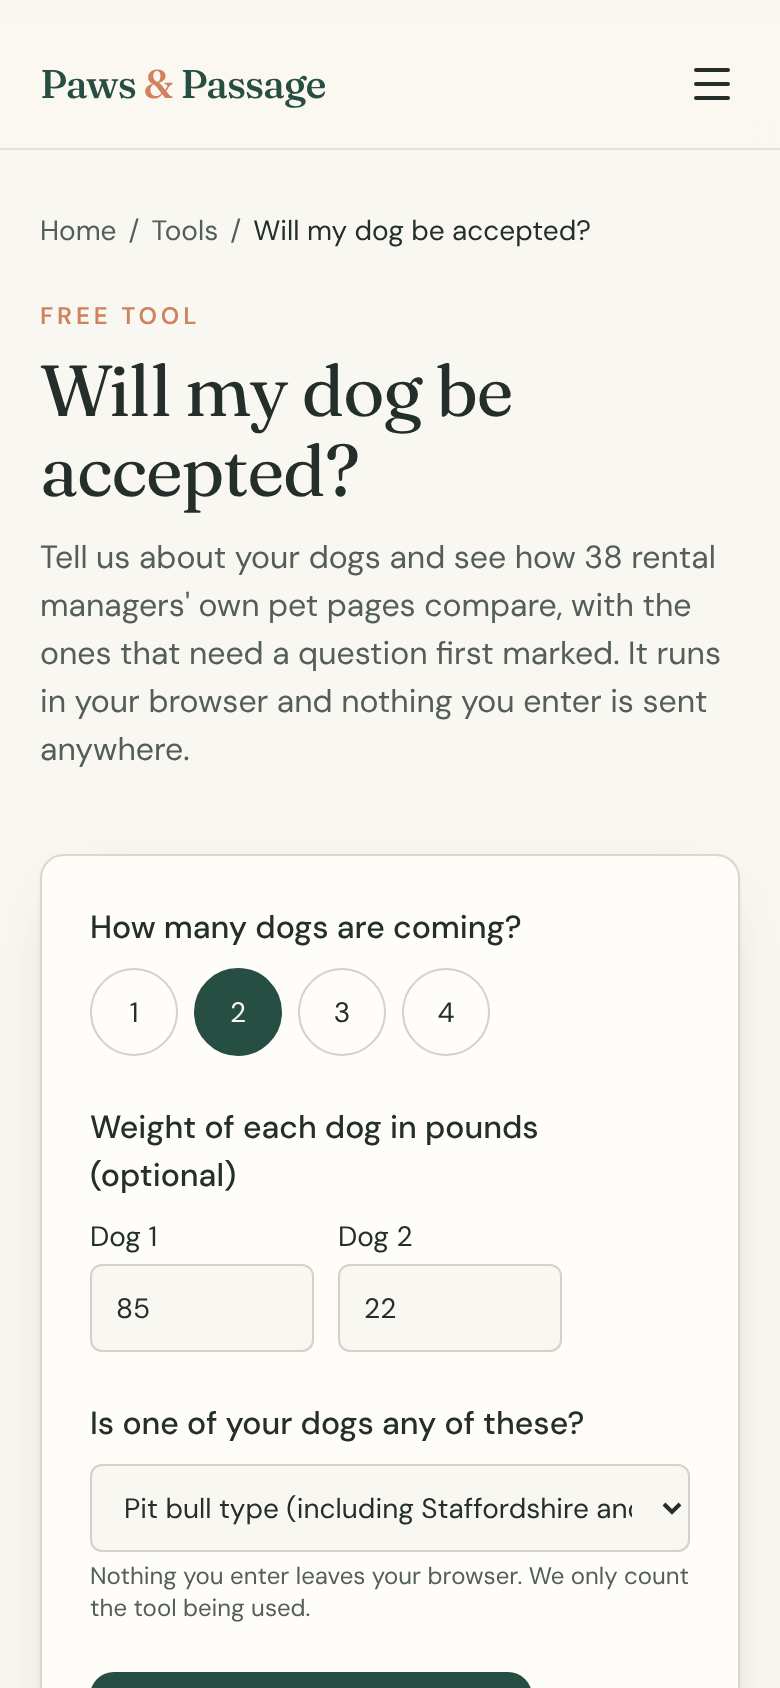 Paws & Passage
Home / Tools / Will my dog be accepted?
FREE TOOL
Will my dog be
accepted?
Tell us about your dogs and see how 38 rental
managers' own pet pages compare, with the
ones that need a question first marked. It runs
in your browser and nothing you enter is sent
anywhere.
How many dogs are coming?
1 2 3 4
Weight of each dog in pounds
(optional)
Dog 1 Dog 2
85 22
Is one of your dogs any of these?
Pit bull type (including Staffordshire
Nothing you enter leaves your browser. We only count
the tool being used.